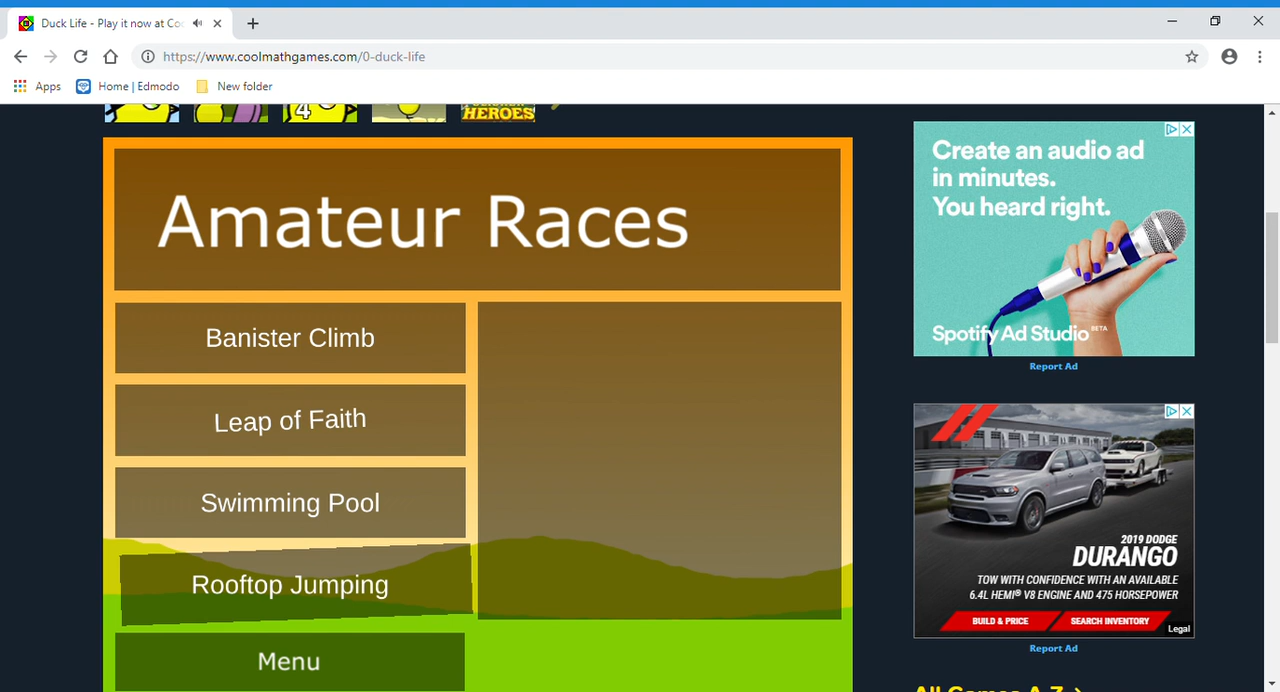 Duck Life - Play it now at Coo
https://www.coolmathgames.com/0-duck-life
Apps
Home | Edmodo
New folder
4
HEROES
Amateur Races
Banister Climb
Leap of Faith
Swimming Pool
Rooftop Jumping
Menu
Create an audio ad
in minutes.
You heard right.
Spotify Ad Studio BETA
Report Ad
2019 DODGE
DURANGO
TOW WITH CONFIDENCE WITH AN AVAILABLE
6.4L HEMI® V8 ENGINE AND 475 HORSEPOWER
BUILD & PRICE
SEARCH INVENTORY
Legal
Report Ad
All Games A-Z